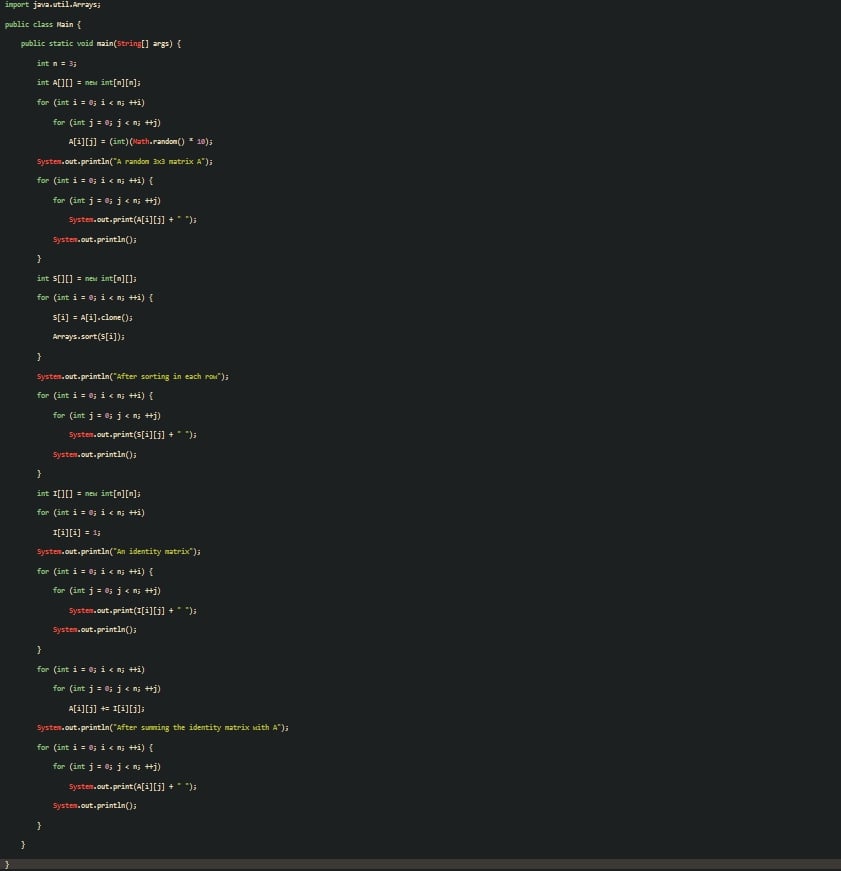 import java.util.Arrays;
public class Main {
    public static void main(String[] args) {
        int n = 3;
        int A[][] = new int[n][n];
        for (int i = 0; i < n; ++i)
            for (int j = 0; j < n; ++j)
                A[i][j] = (int)(Math.random() * 10);
        System.out.println("A random 3x3 matrix A");
        for (int i = 0; i < n; ++i) {
            for (int j = 0; j < n; ++j)
                System.out.print(A[i][j] + " ");
            System.out.println();
        }
        int S[][] = new int[n][];
        for (int i = 0; i < n; ++i) {
            S[i] = A[i].clone();
            Arrays.sort(S[i]);
        }
        System.out.println("After sorting in each row");
        for (int i = 0; i < n; ++i) {
            for (int j = 0; j < n; ++j)
                System.out.print(S[i][j] + " ");
            System.out.println();
        }
        int I[][] = new int[n][n];
        for (int i = 0; i < n; ++i)
            I[i][i] = 1;
        System.out.println("An identity matrix");
        for (int i = 0; i < n; ++i) {
            for (int j = 0; j < n; ++j)
                System.out.print(I[i][j] + " ");
            System.out.println();
        }
        for (int i = 0; i < n; ++i)
            for (int j = 0; j < n; ++j)
                A[i][j] += I[i][j];
        System.out.println("After summing the identity matrix with A");
        for (int i = 0; i < n; ++i) {
            for (int j = 0; j < n; ++j)
                System.out.print(A[i][j] + " ");
            System.out.println();
        }
    }
}